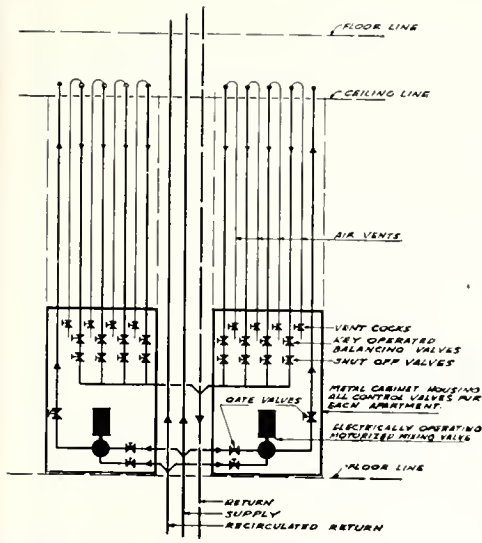 FLOOR LINE
CEILING LINE
AIR VENTS
VENT COCKS
KEY OPERATED
BALANCING VALVES
SHUT OFF VALVES
METAL CABINET HOUSING
ALL CONTROL VALVES FOR
EACH APARTMENT.
GATE VALVES
ELECTRICALLY OPERATING
MOTORIZED MIXING VALVE
FLOOR LINE
RETURN
SUPPLY
RECIRCULATED RETURN